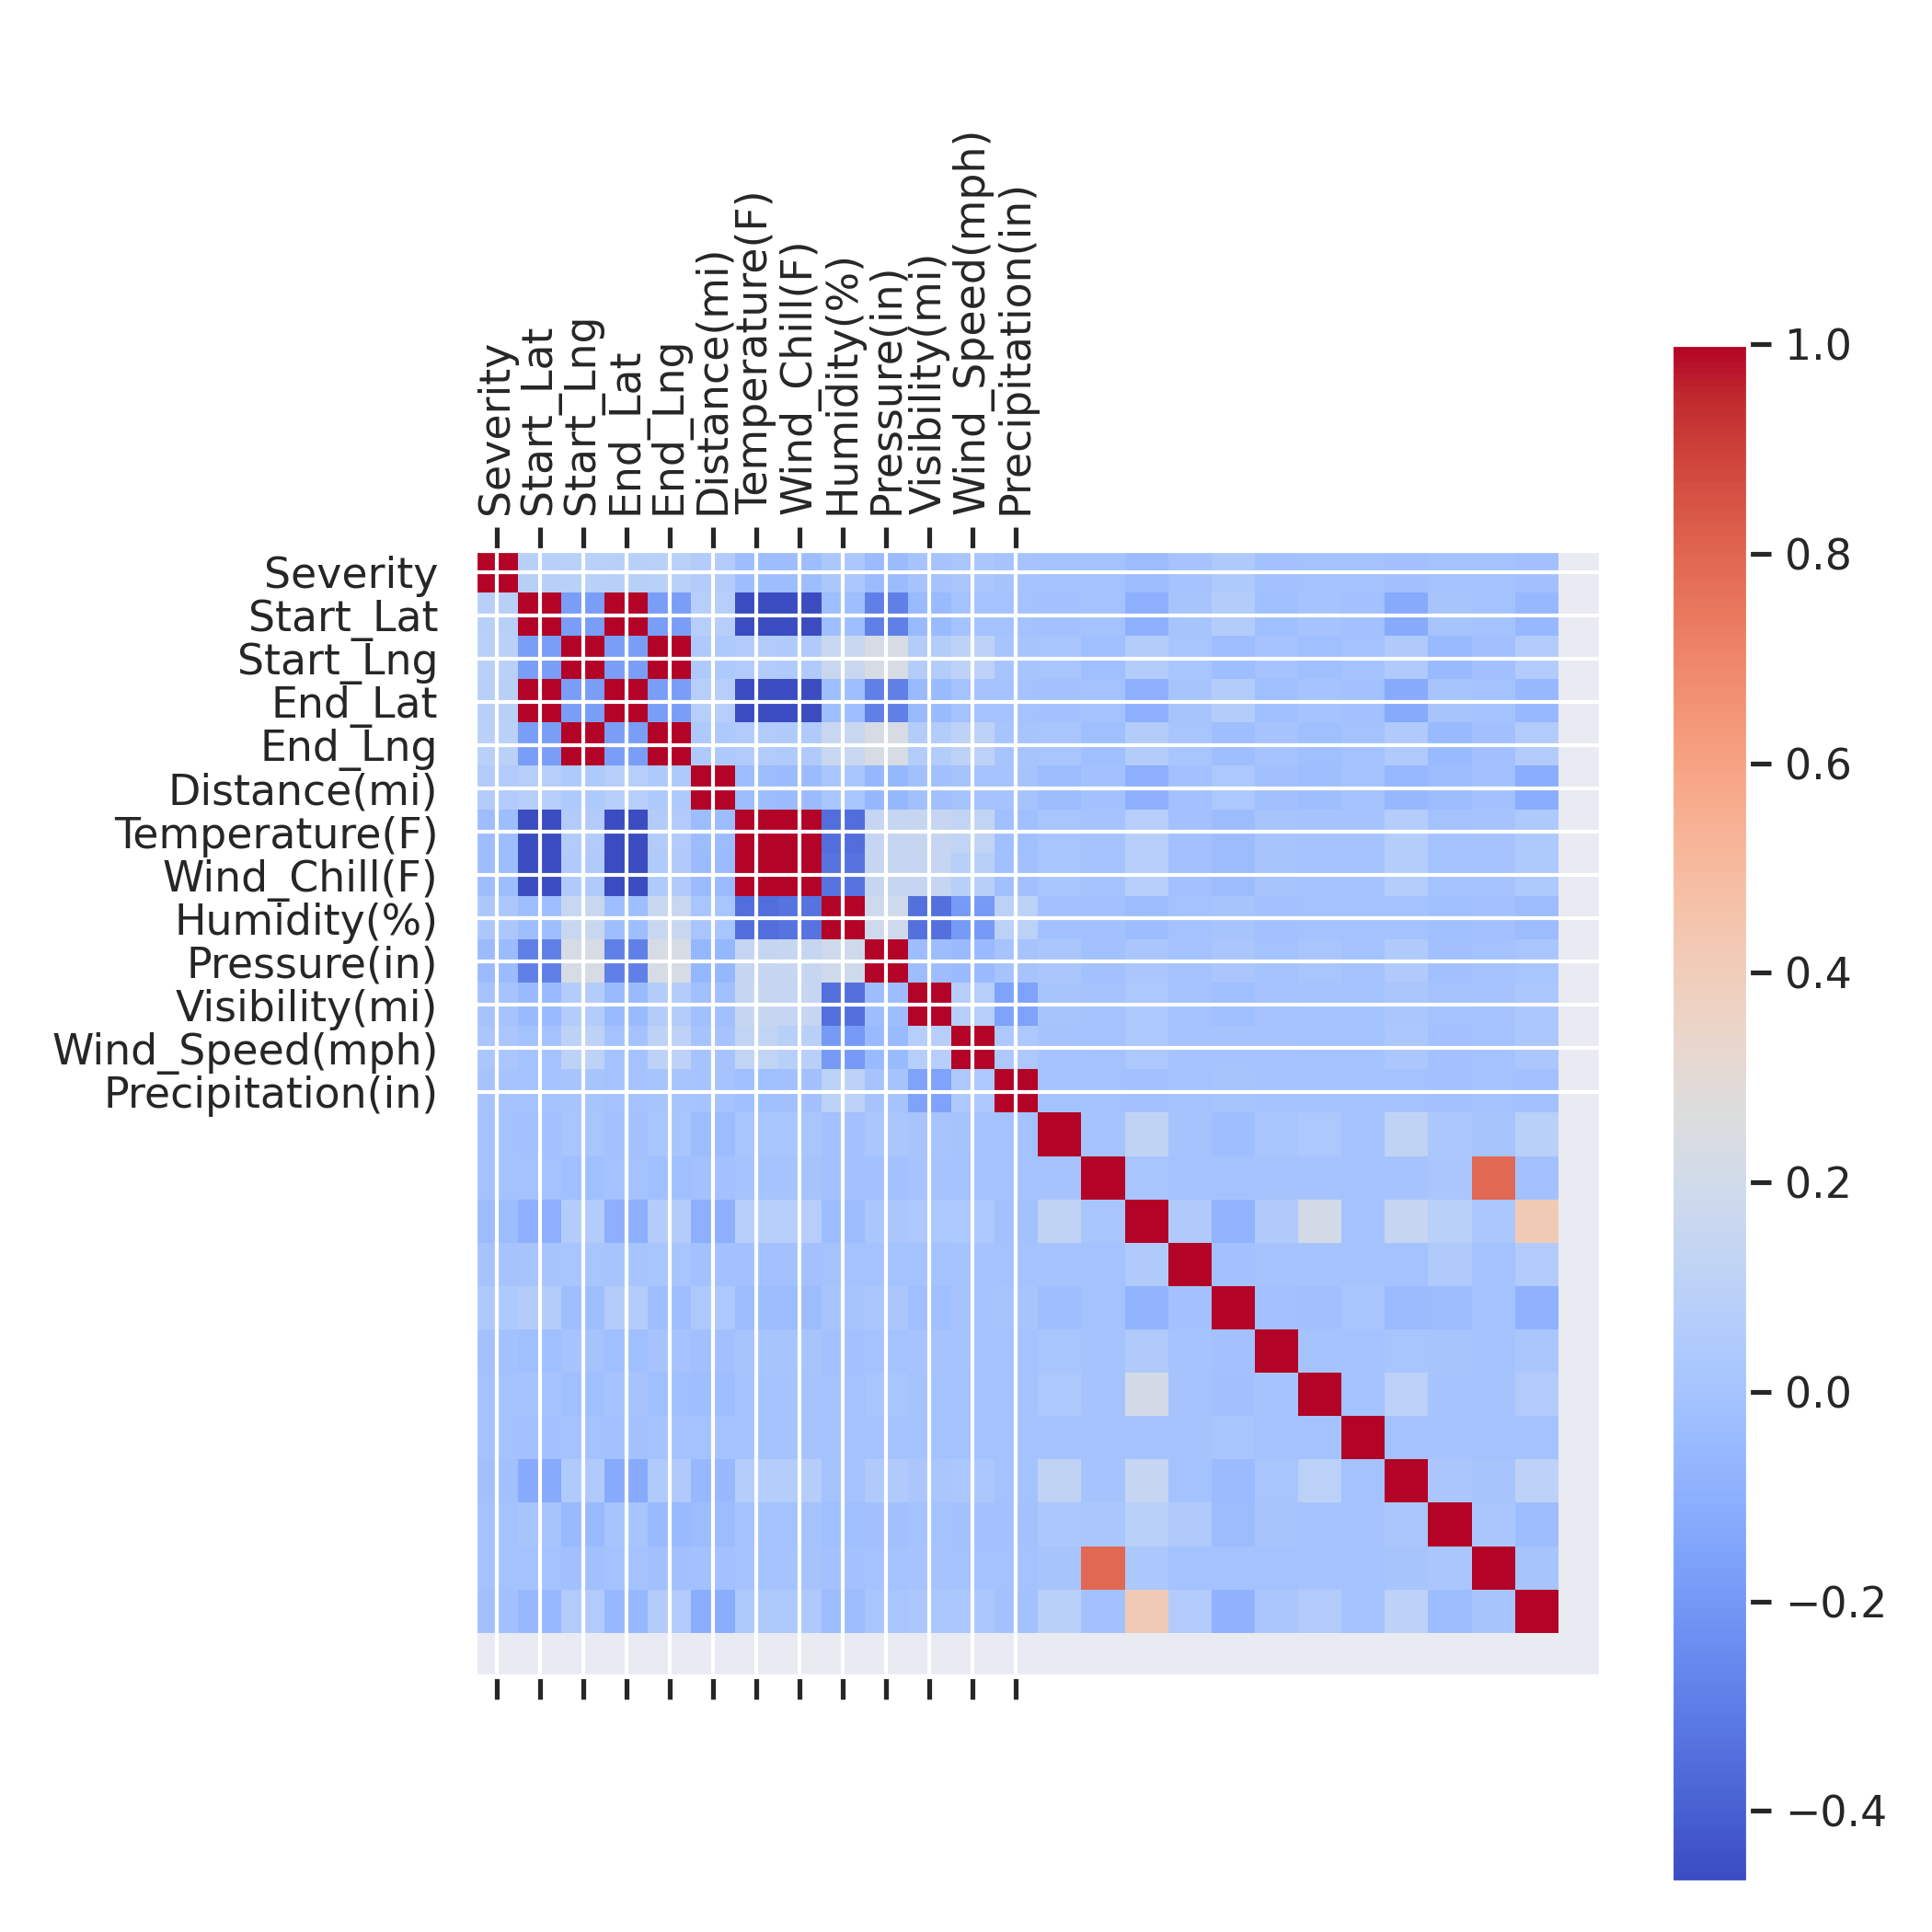 Severity
Start_Lat
Start_Lng
End_Lat
End_Lng
Distance(mi)
Temperature(F)
Wind_Chill(F)
Humidity(%)
Pressure(in)
Visibility(mi)
Wind_Speed(mph)
Precipitation(in)
Severity
Start_Lat
Start_Lng
End_Lat
End_Lng
Distance(mi)
Temperature(F)
Wind_Chill(F)
Humidity(%)
Pressure(in)
Visibility(mi)
Wind_Speed(mph)
Precipitation(in)
1.0
0.8
0.6
0.4
0.2
0.0
−0.2
−0.4